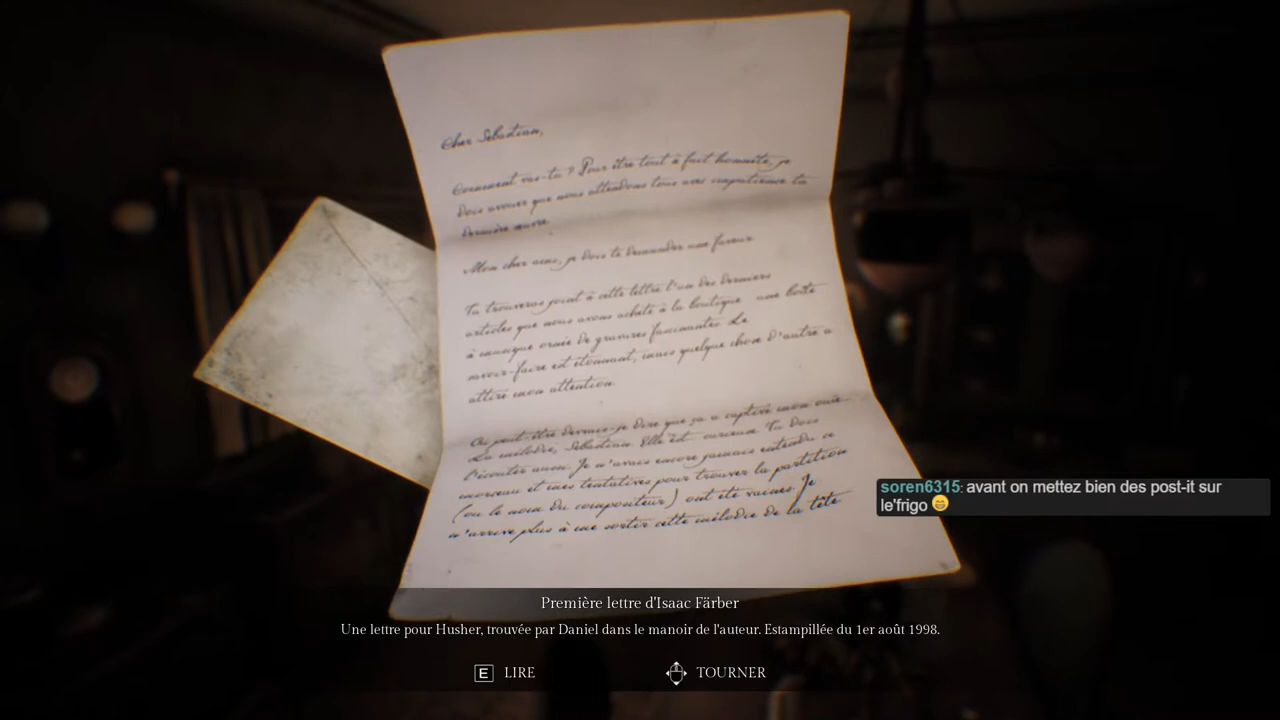 Cher Sebastian,
Comment vas-tu ? Pour être tout à fait honnête, je
dois avouer que nous attendons tous avec impatience ta
dernière œuvre.
Mon cher ami, je dois te demander une faveur.
Tu trouveras joint à cette lettre l'un des derniers
articles que nous avons acheté à la boutique une boîte
à musique ornée de gravures fascinantes. Le
savoir-faire est étonnant, mais quelque chose d'autre a
attiré mon attention.
Ou peut-être devrais-je dire que ça a captivé mon ouïe.
La mélodie, Sebastian. Elle est... curieuse. Tu dois
l'écouter aussi. Je n'avais encore jamais entendu ce
morceau et mes tentatives pour trouver la partition
(ou le nom du compositeur) ont été vaines. Je
n'arrive plus à me sortir cette mélodie de la tête
soren6315: avant on mettez bien des post-it sur
le'frigo 😁
Première lettre d'Isaac Färber
Une lettre pour Husher, trouvée par Daniel dans le manoir de l'auteur. Estampillée du 1er août 1998.
E LIRE TOURNER